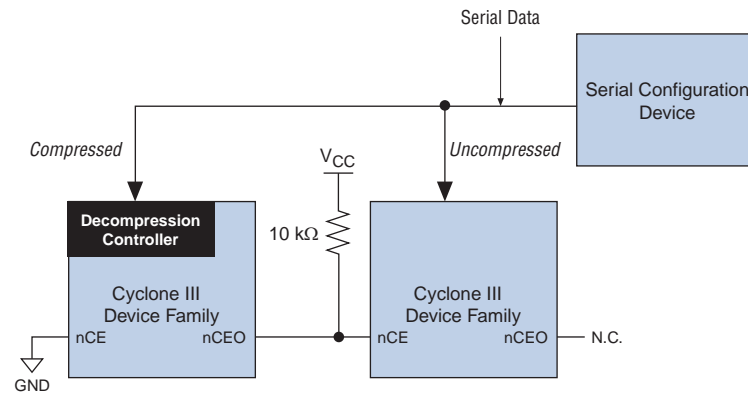 Serial Data
Serial Configuration
Device
Compressed
Uncompressed
VCC
Decompression
Controller
10 kΩ
Cyclone III
Device Family
nCE
nCEO
Cyclone III
Device Family
nCE
nCEO
N.C.
GND